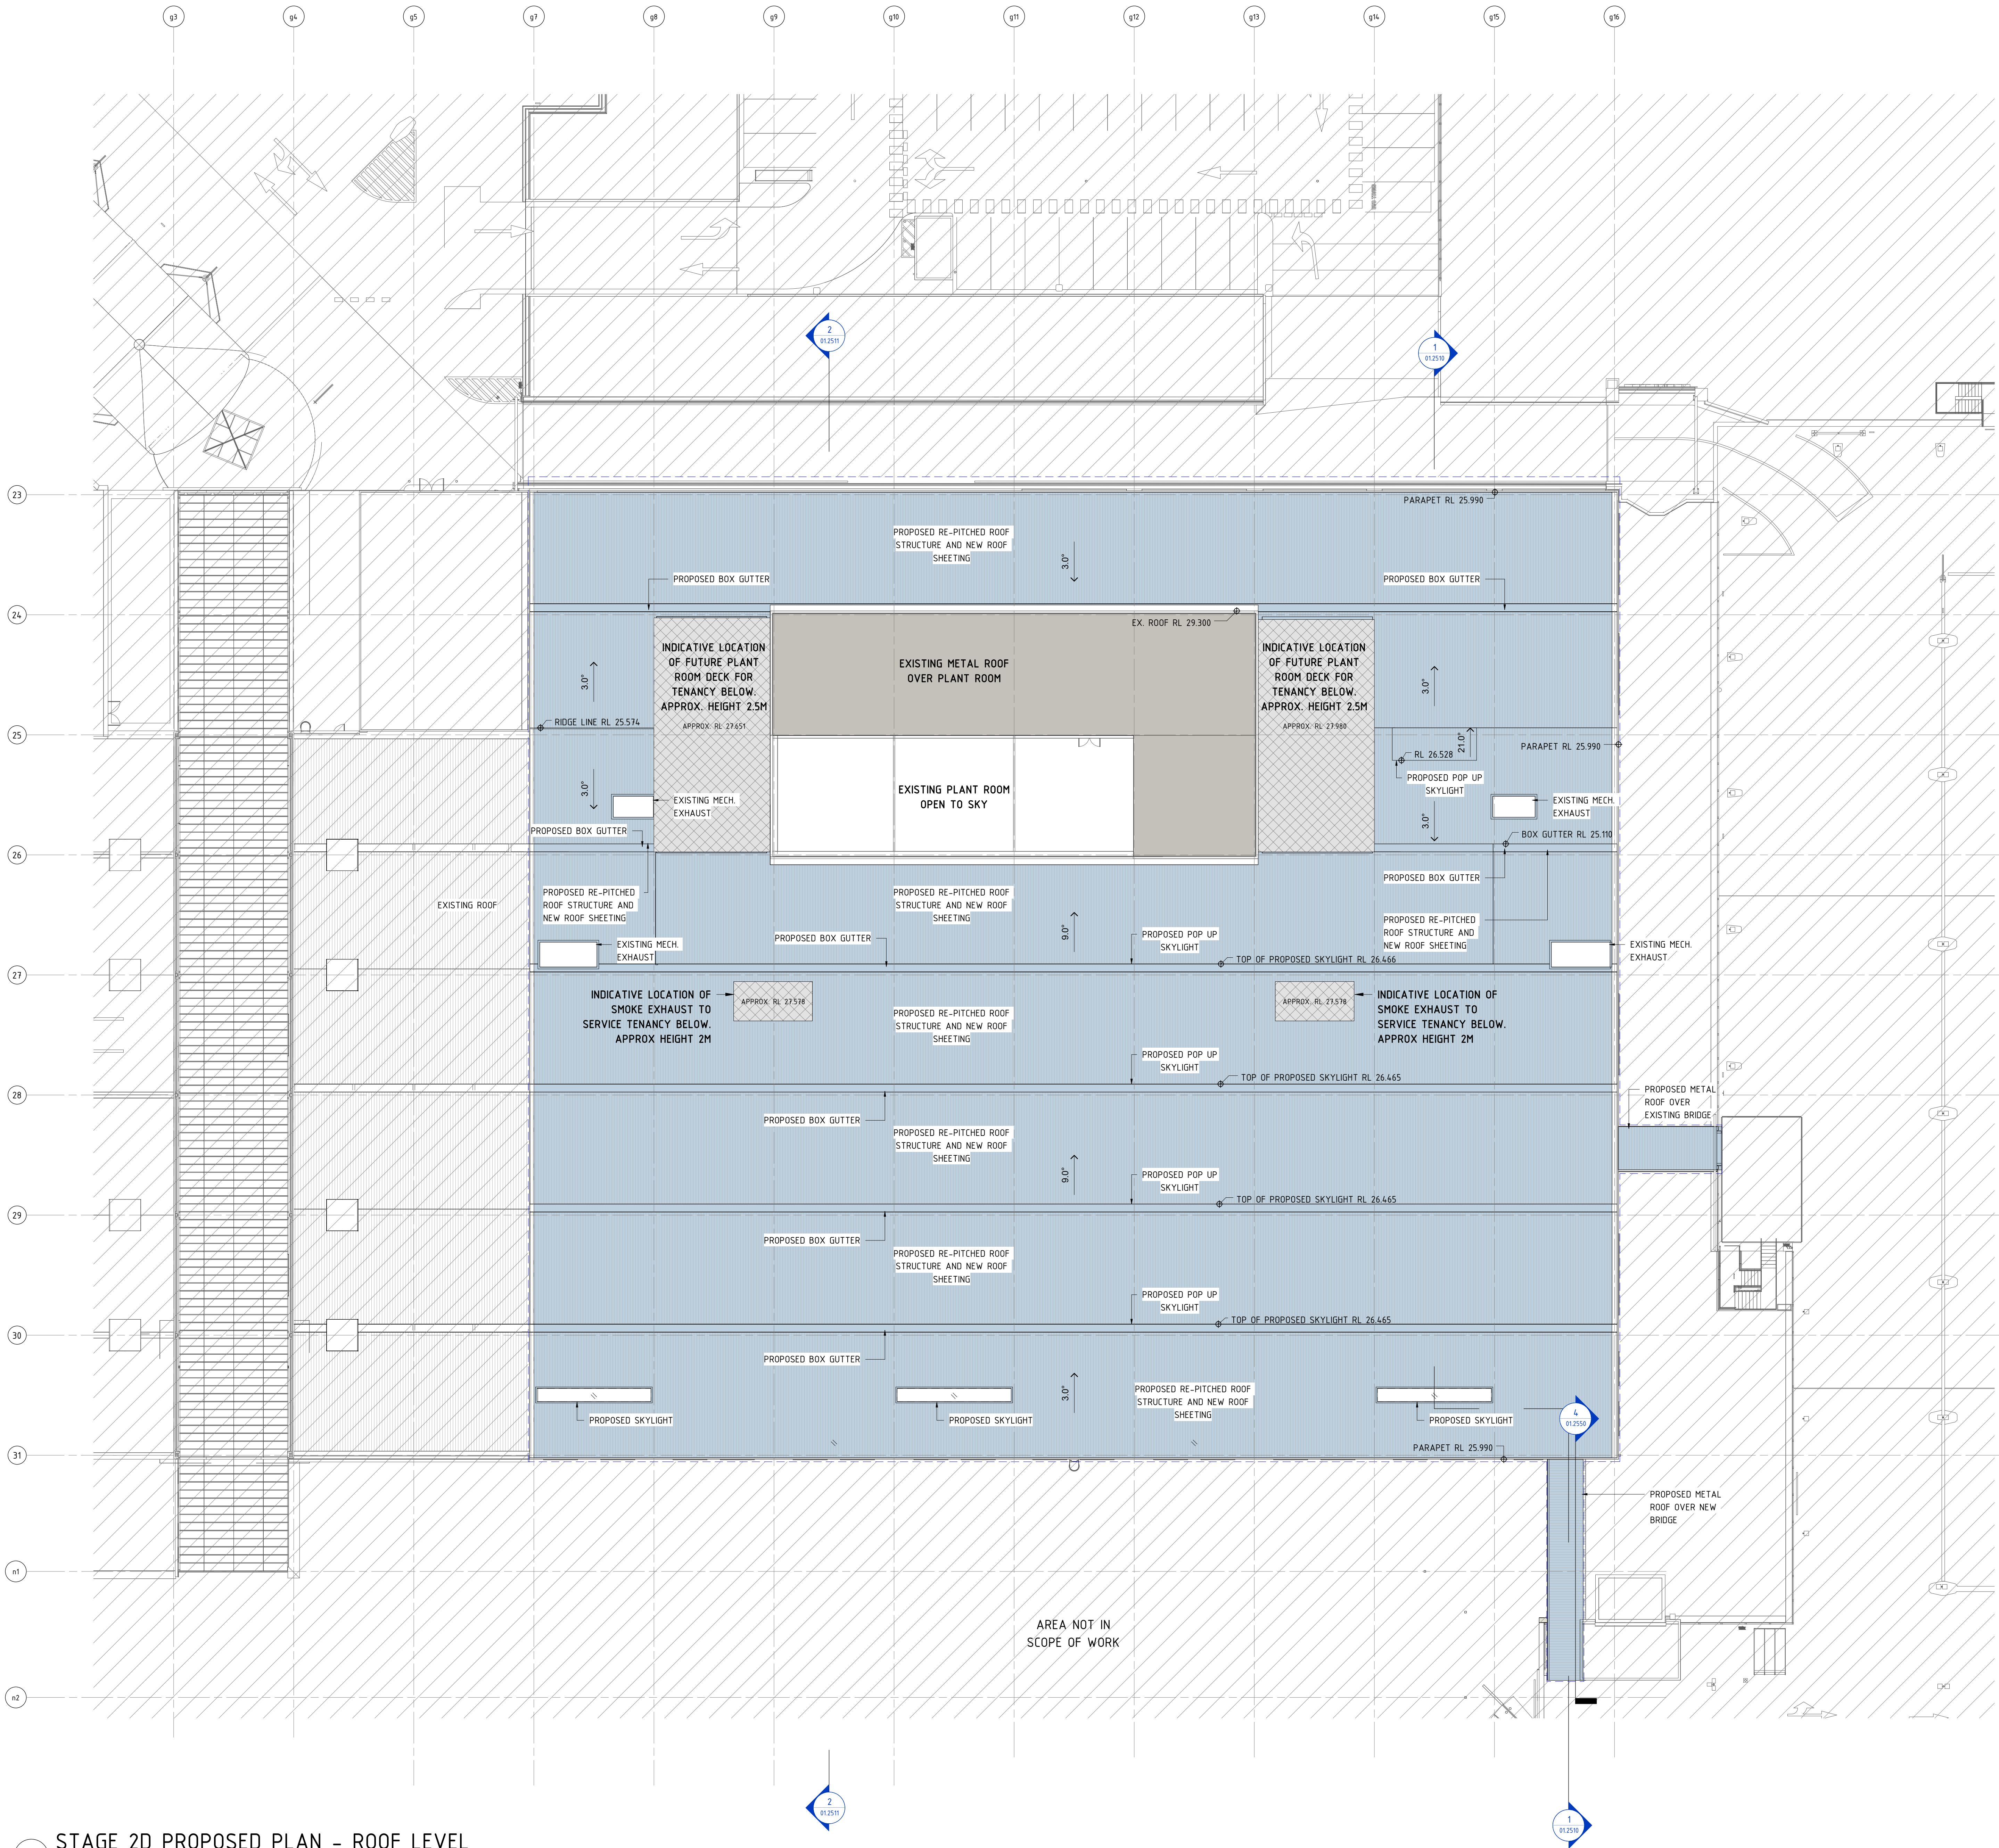 g3 g4 g5 g7 g8 g9 g10 g11 g12 g13 g14 g15 g16
2
01.2511
1
01.2510
23
PARAPET RL 25.990
PROPOSED RE-PITCHED ROOF
STRUCTURE AND NEW ROOF
SHEETING
3.0°
PROPOSED BOX GUTTER
PROPOSED BOX GUTTER
24
EX. ROOF RL 29.300
INDICATIVE LOCATION
OF FUTURE PLANT
ROOM DECK FOR
TENANCY BELOW.
APPROX. HEIGHT 2.5M
APPROX. RL 27.651
EXISTING METAL ROOF
OVER PLANT ROOM
INDICATIVE LOCATION
OF FUTURE PLANT
ROOM DECK FOR
TENANCY BELOW.
APPROX. HEIGHT 2.5M
APPROX. RL 27.980
3.0°
3.0°
RIDGE LINE RL 25.574
25
21.0°
PARAPET RL 25.990
RL 26.528
PROPOSED POP UP
SKYLIGHT
3.0°
EXISTING MECH.
EXHAUST
EXISTING PLANT ROOM
OPEN TO SKY
EXISTING MECH.
EXHAUST
3.0°
PROPOSED BOX GUTTER
BOX GUTTER RL 25.110
26
PROPOSED BOX GUTTER
EXISTING ROOF
PROPOSED RE-PITCHED
ROOF STRUCTURE AND
NEW ROOF SHEETING
PROPOSED RE-PITCHED ROOF
STRUCTURE AND NEW ROOF
SHEETING
9.0°
PROPOSED RE-PITCHED
ROOF STRUCTURE AND
NEW ROOF SHEETING
EXISTING MECH.
EXHAUST
PROPOSED BOX GUTTER
PROPOSED POP UP
SKYLIGHT
EXISTING MECH.
EXHAUST
TOP OF PROPOSED SKYLIGHT RL 26.466
27
INDICATIVE LOCATION OF
SMOKE EXHAUST TO
SERVICE TENANCY BELOW.
APPROX HEIGHT 2M
APPROX. RL 27.578
PROPOSED RE-PITCHED ROOF
STRUCTURE AND NEW ROOF
SHEETING
APPROX. RL 27.578
INDICATIVE LOCATION OF
SMOKE EXHAUST TO
SERVICE TENANCY BELOW.
APPROX HEIGHT 2M
PROPOSED POP UP
SKYLIGHT
TOP OF PROPOSED SKYLIGHT RL 26.465
28
PROPOSED METAL
ROOF OVER
EXISTING BRIDGE
PROPOSED BOX GUTTER
PROPOSED RE-PITCHED ROOF
STRUCTURE AND NEW ROOF
SHEETING
9.0°
PROPOSED POP UP
SKYLIGHT
TOP OF PROPOSED SKYLIGHT RL 26.465
29
PROPOSED BOX GUTTER
PROPOSED RE-PITCHED ROOF
STRUCTURE AND NEW ROOF
SHEETING
PROPOSED POP UP
SKYLIGHT
TOP OF PROPOSED SKYLIGHT RL 26.465
30
PROPOSED BOX GUTTER
3.0°
PROPOSED RE-PITCHED ROOF
STRUCTURE AND NEW ROOF
SHEETING
PROPOSED SKYLIGHT
PROPOSED SKYLIGHT
PROPOSED SKYLIGHT
4
01.2550
PARAPET RL 25.990
31
PROPOSED METAL
ROOF OVER NEW
BRIDGE
n1
AREA NOT IN
SCOPE OF WORK
n2
2
01.2511
1
01.2510
STAGE 2D PROPOSED PLAN - ROOF LEVEL